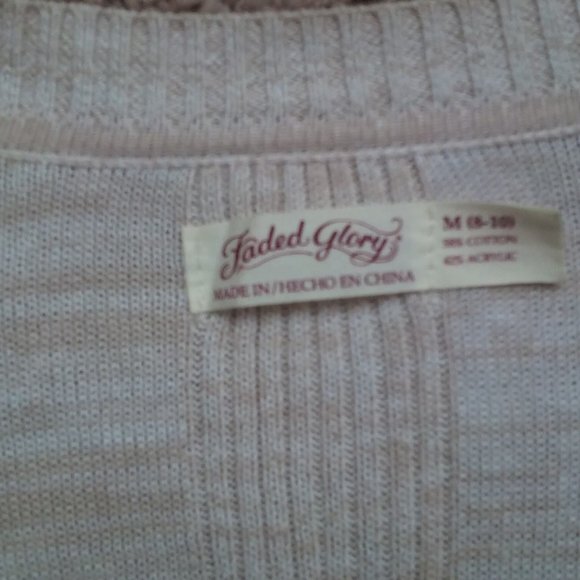 Faded Glory
MADE IN/HECHO EN CHINA
M (8-10)
COTTON
ACRYLIC